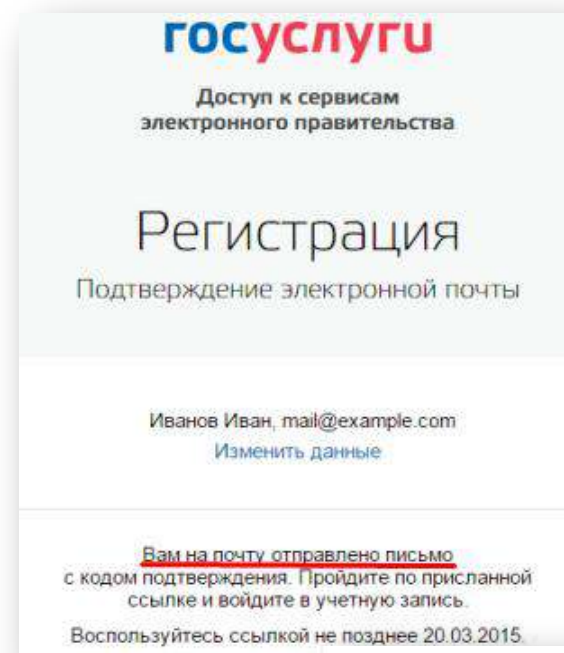 госуслуги
Доступ к сервисам
электронного правительства
Регистрация
Подтверждение электронной почты
Иванов Иван, mail@example.com
Изменить данные
Вам на почту отправлено письмо
с кодом подтверждения. Пройдите по присланной
ссылке и войдите в учетную запись.
Воспользуйтесь ссылкой не позднее 20.03.2015.